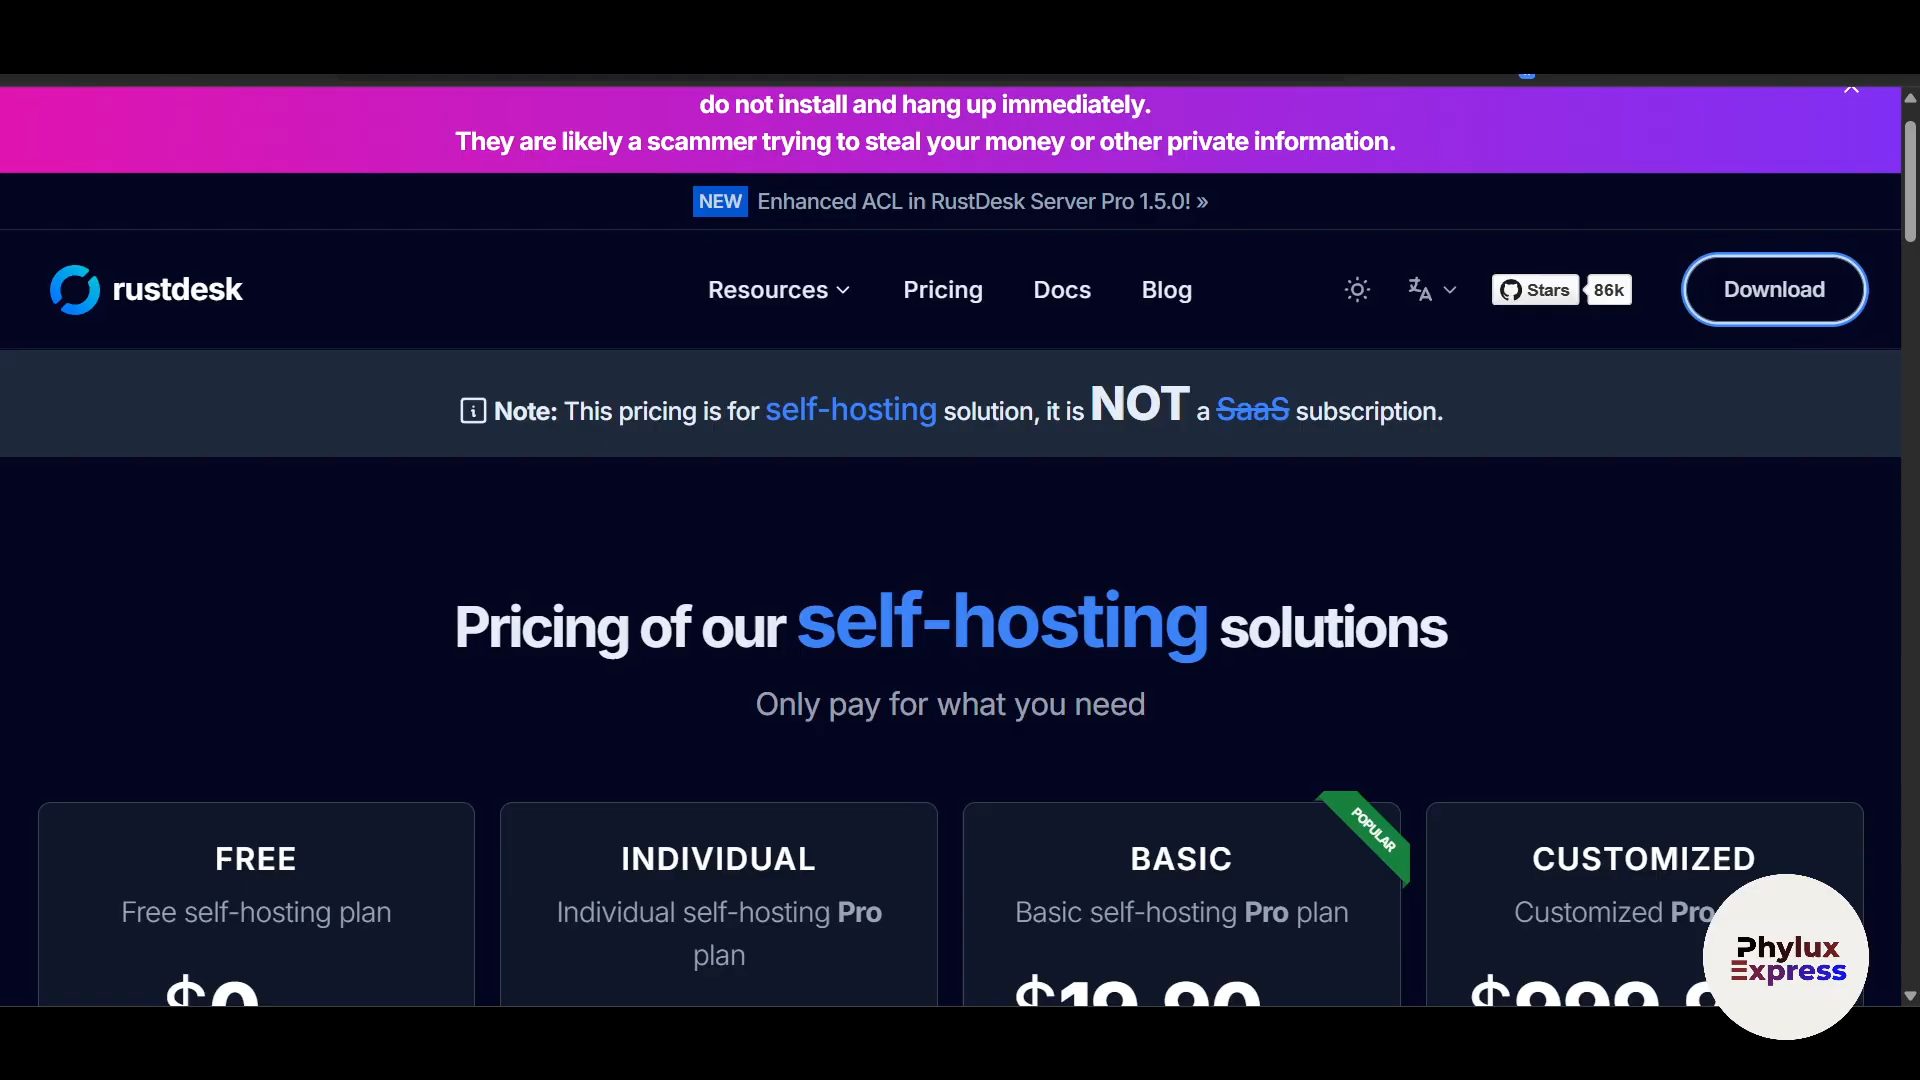 do not install and hang up immediately.
They are likely a scammer trying to steal your money or other private information.
NEW Enhanced ACL in RustDesk Server Pro 1.5.0! »
rustdesk
Resources
Pricing
Docs
Blog
Stars
86k
Download
Note: This pricing is for self-hosting solution, it is NOT a SaaS subscription.
Pricing of our self-hosting solutions
Only pay for what you need
FREE
Free self-hosting plan
$0
INDIVIDUAL
Individual self-hosting Pro
plan
POPULAR
BASIC
Basic self-hosting Pro plan
$19.90
CUSTOMIZED
Customized Pro
Phylux
Express